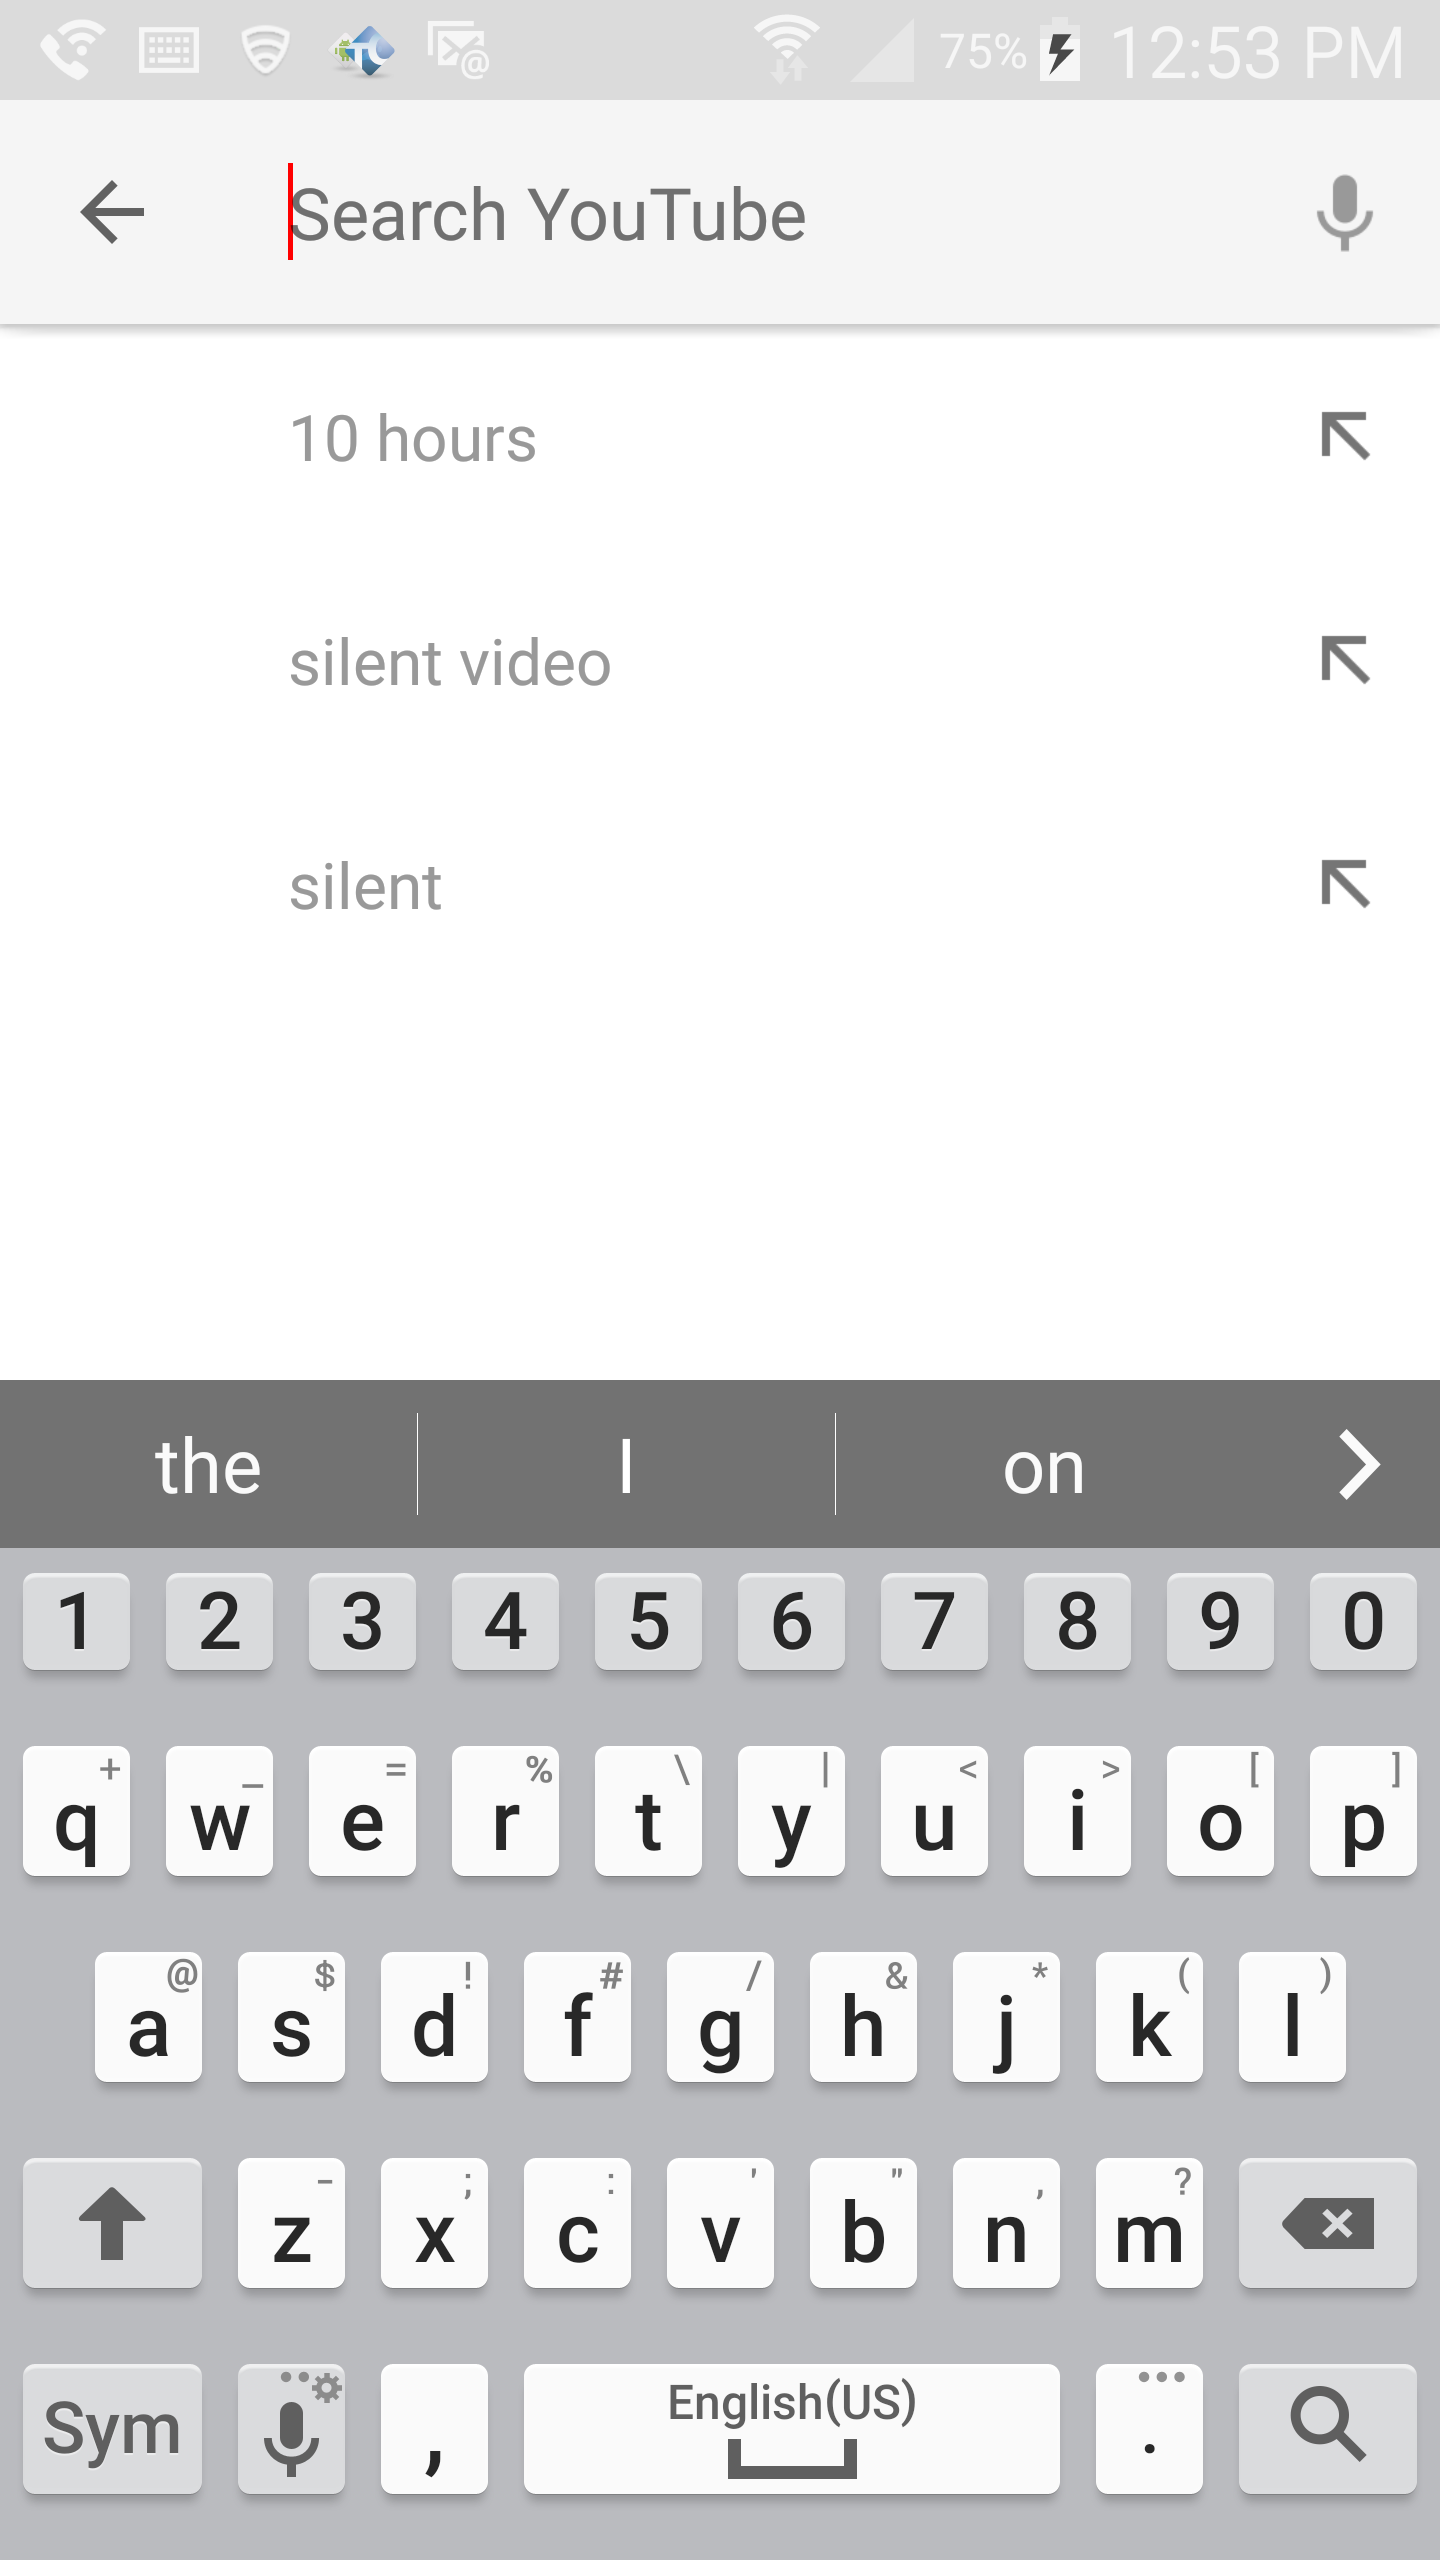 75% 12:53 PM
Search YouTube
10 hours
silent video
silent
the I on
1 2 3 4 5 6 7 8 9 0
+ _ = % \ | < > [ ]
q w e r t y u i o p
@ $ ! # / & * ( )
a s d f g h j k l
- ; : ' " , ?
z x c v b n m
Sym , English(US) .